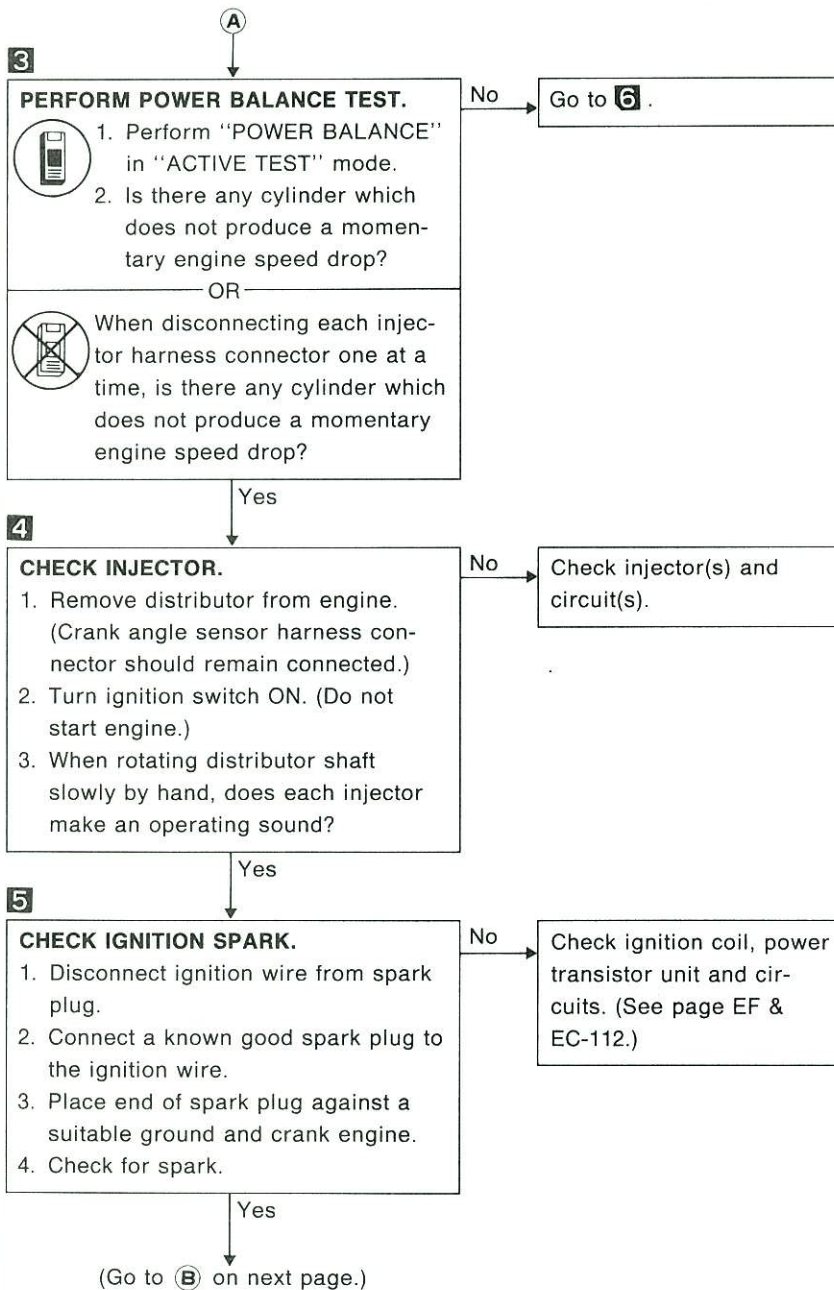 A
3
PERFORM POWER BALANCE TEST.
1. Perform "POWER BALANCE"
in "ACTIVE TEST" mode.
2. Is there any cylinder which
does not produce a momen-
tary engine speed drop?
OR
When disconnecting each injec-
tor harness connector one at a
time, is there any cylinder which
does not produce a momentary
engine speed drop?
No
Go to 6 .
Yes
4
CHECK INJECTOR.
1. Remove distributor from engine.
(Crank angle sensor harness con-
nector should remain connected.)
2. Turn ignition switch ON. (Do not
start engine.)
3. When rotating distributor shaft
slowly by hand, does each injector
make an operating sound?
No
Check injector(s) and
circuit(s).
Yes
5
CHECK IGNITION SPARK.
1. Disconnect ignition wire from spark
plug.
2. Connect a known good spark plug to
the ignition wire.
3. Place end of spark plug against a
suitable ground and crank engine.
4. Check for spark.
No
Check ignition coil, power
transistor unit and cir-
cuits. (See page EF &
EC-112.)
Yes
(Go to B on next page.)